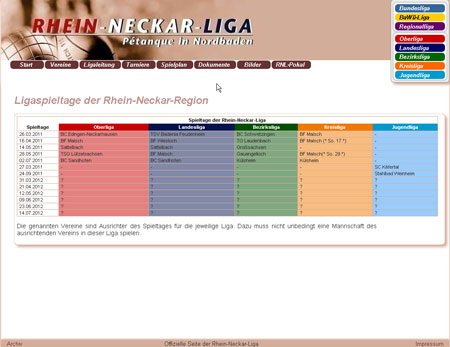 RHEIN-NECKAR-LIGA
Pétanque in Nordbaden
Bundesliga
BaWü-Liga
Regionalliga
Oberliga
Landesliga
Bezirksliga
Kreisliga
Jugendliga
Start Vereine Ligaleitung Turniere Spielplan Dokumente Bilder RNL-Pokal
Ligaspieltage der Rhein-Neckar-Region
Spieltage der Rhein-Neckar-Liga
Spieltage Oberliga Landesliga Bezirksliga Kreisliga Jugendliga
26.03.2011 BC Edingen-Neckarhausen TSV Badenia Feudenheim BC Schwetzingen BF Malsch -
16.04.2011 BF Malsch BF Wiesloch TG Laudenbach BF Malsch (* So. 17.*) -
14.05.2011 Sattelbach Sattelbach Großsachsen -
28.05.2011 TSG Lützelsachsen BF Malsch Gauangelloch BF Malsch(* So. 29.*) -
02.07.2011 BC Sandhofen BC Sandhofen Külsheim Külsheim -
27.03.2011 - - - - SC Käfertal
24.09.2011 - - - - Stahlbad Weinheim
31.03.2012 ? ? ? ? ?
21.04.2012 ? ? ? ? ?
12.05.2012 ? ? ? ? ?
09.06.2012 ? ? ? ? ?
23.06.2012 ? ? ? ? ?
14.07.2012 ? ? ? ? ?
Die genannten Vereine sind Ausrichter des Spieltages für die jeweilige Liga. Dazu muss nicht unbedingt eine Mannschaft des
ausrichtenden Vereins in dieser Liga spielen.
Archiv Offizielle Seite der Rhein-Neckar-Liga Impressum